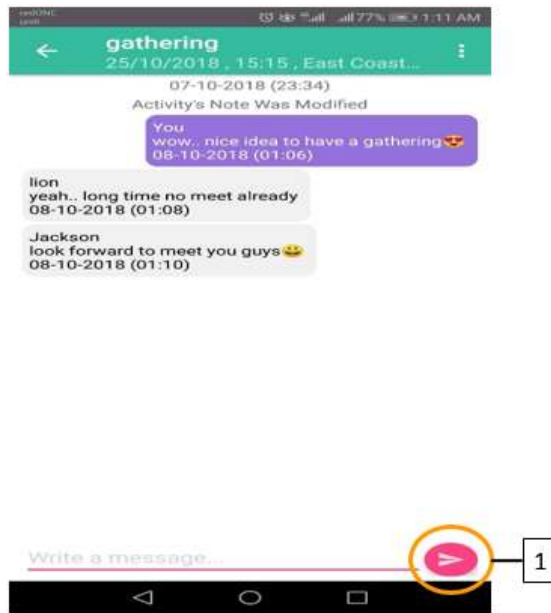 redONE
77% 1:11 AM
gathering
25/10/2018 , 15:15 , East Coast...
07-10-2018 (23:34)
Activity's Note Was Modified
You
wow.. nice idea to have a gathering😍
08-10-2018 (01:06)
lion
yeah.. long time no meet already
08-10-2018 (01:08)
Jackson
look forward to meet you guys😀
08-10-2018 (01:10)
Write a message...
1